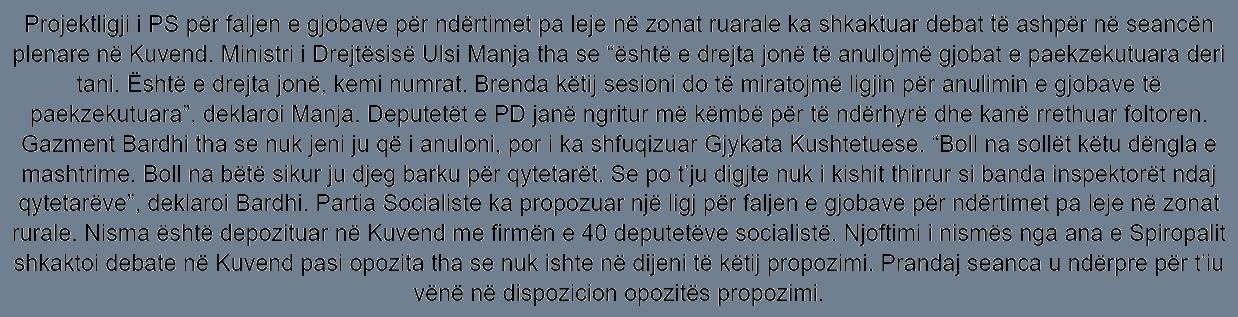 Projektligji i PS për faljen e gjobave për ndërtimet pa leje në zonat ruarale ka shkaktuar debat të ashpër në seancën
plenare në Kuvend. Ministri i Drejtësisë Ulsi Manja tha se “është e drejta jonë të anulojmë gjobat e paekzekutuara deri
tani. Është e drejta jonë, kemi numrat. Brenda këtij sesioni do të miratojmë ligjin për anulimin e gjobave të
paekzekutuara”, deklaroi Manja. Deputetët e PD janë ngritur më këmbë për të ndërhyrë dhe kanë rrethuar foltoren.
Gazment Bardhi tha se nuk jeni ju që i anuloni, por i ka shfuqizuar Gjykata Kushtetuese. “Boll na sollët këtu dëngla e
mashtrime. Boll na bëtë sikur ju djeg barku për qytetarët. Se po t’ju digjte nuk i kishit thirrur si banda inspektorët ndaj
qytetarëve”, deklaroi Bardhi. Partia Socialiste ka propozuar një ligj për faljen e gjobave për ndërtimet pa leje në zonat
rurale. Nisma është depozituar në Kuvend me firmën e 40 deputetëve socialistë. Njoftimi i nismës nga ana e Spiropalit
shkaktoi debate në Kuvend pasi opozita tha se nuk ishte në dijeni të këtij propozimi. Prandaj seanca u ndërpre për t’iu
vënë në dispozicion opozitës propozimi.